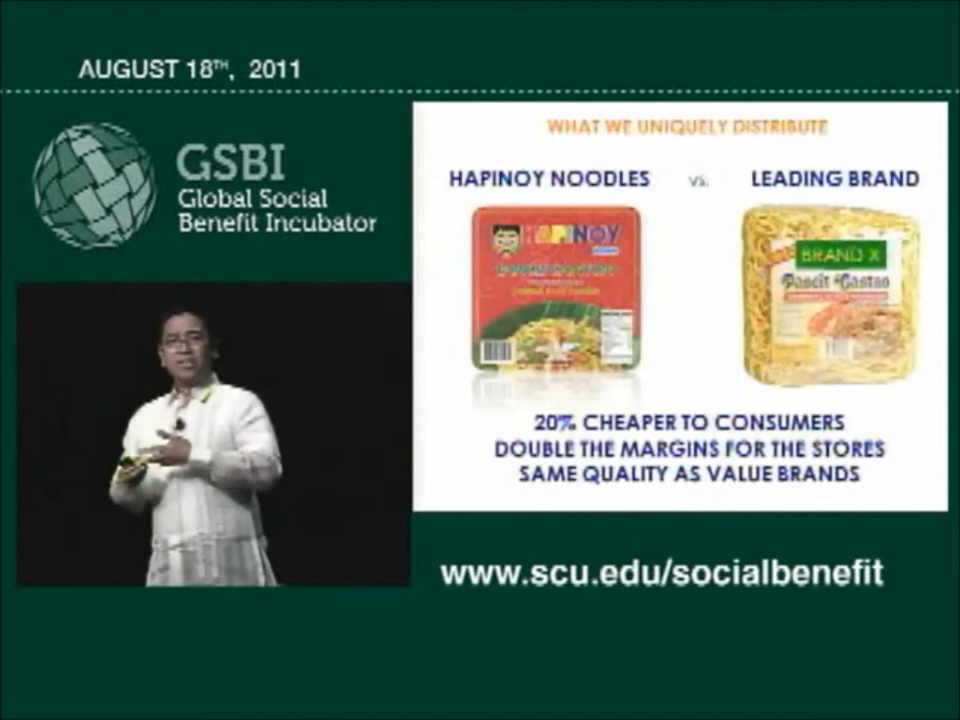 AUGUST 18TH, 2011
GSBI
Global Social
Benefit Incubator
WHAT WE UNIQUELY DISTRIBUTE
HAPINOY NOODLES vs. LEADING BRAND
HAPINOY
BRAND X
Pancit Canton
20% CHEAPER TO CONSUMERS
DOUBLE THE MARGINS FOR THE STORES
SAME QUALITY AS VALUE BRANDS
www.scu.edu/socialbenefit